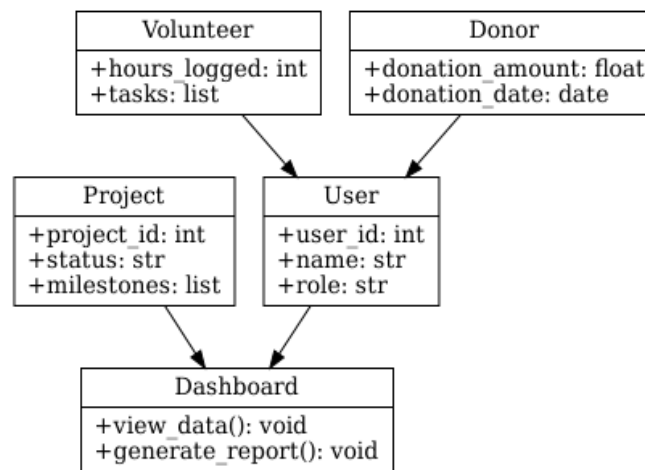 Volunteer
+hours_logged: int
+tasks: list
Donor
+donation_amount: float
+donation_date: date
Project
+project_id: int
+status: str
+milestones: list
User
+user_id: int
+name: str
+role: str
Dashboard
+view_data(): void
+generate_report(): void